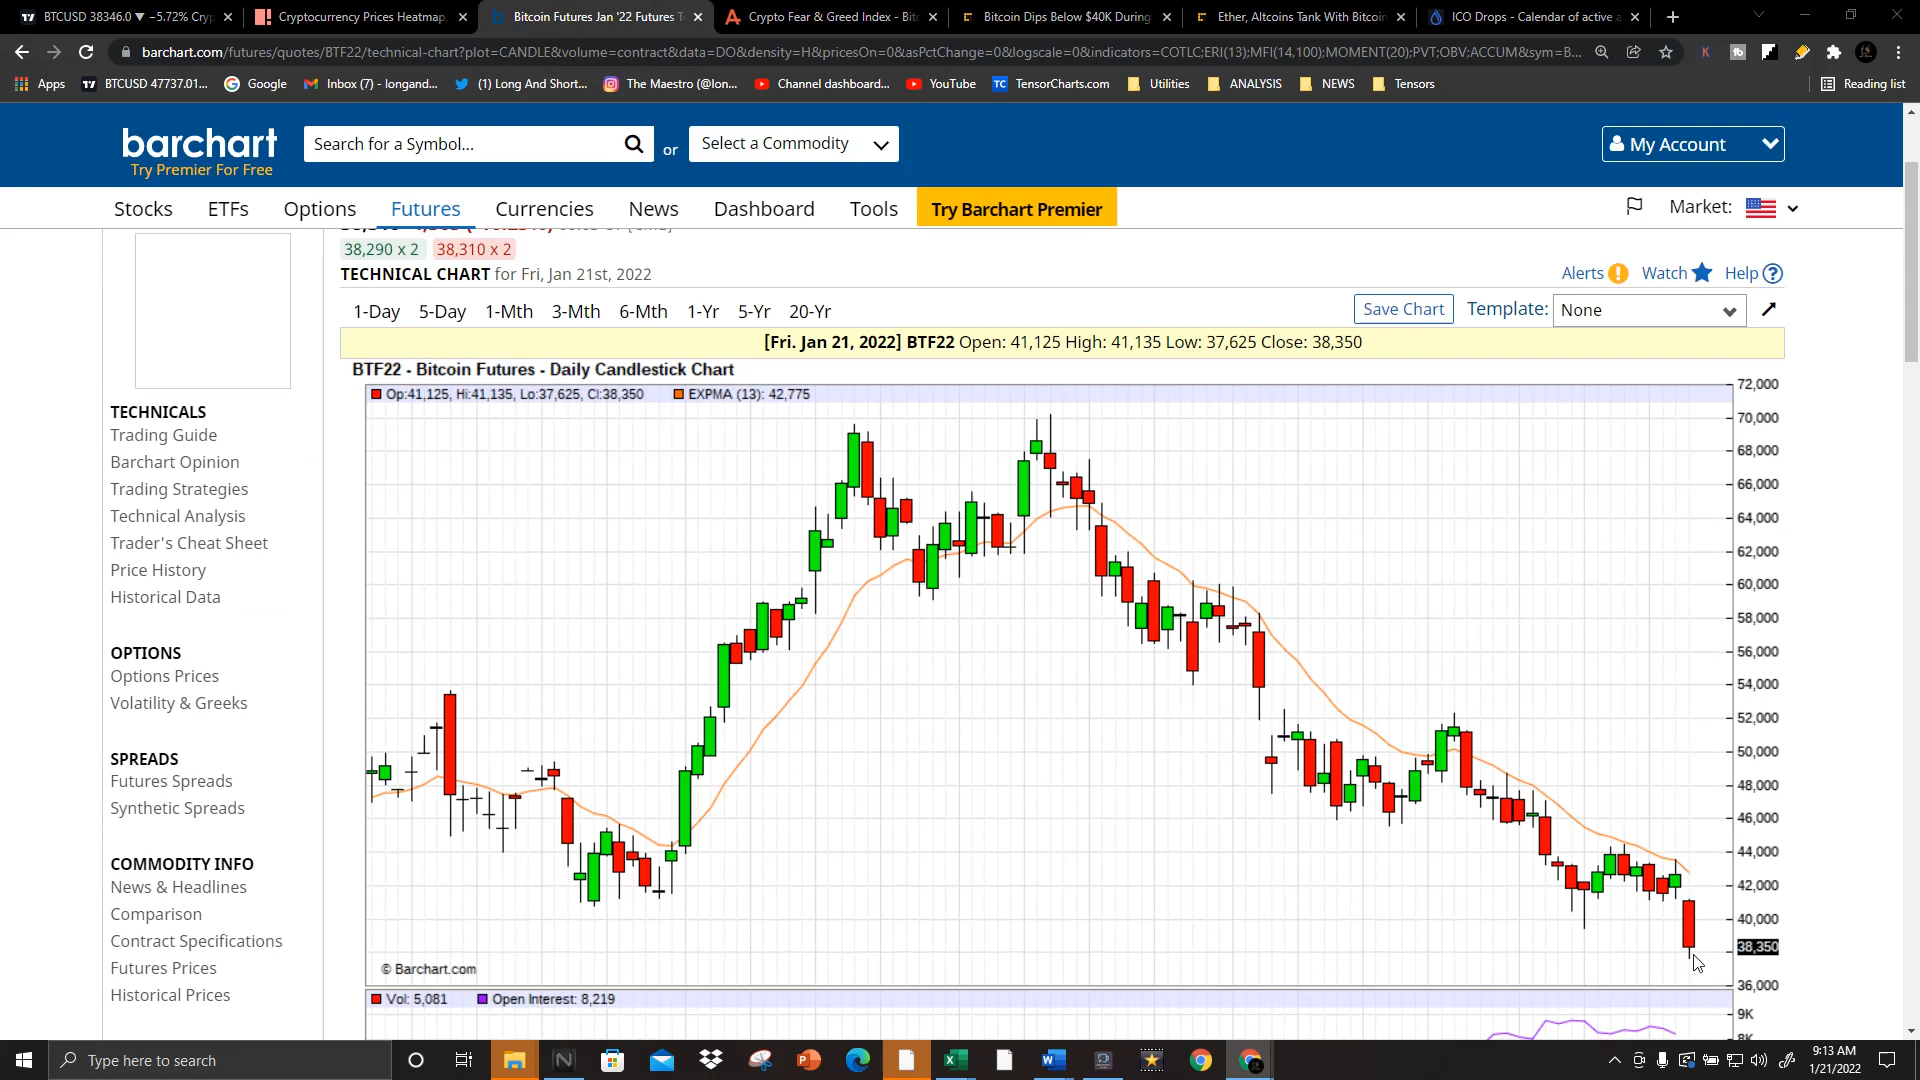 BTCUSD 38346.0 ▼ −5.72% Cryp
Cryptocurrency Prices Heatmap,
Bitcoin Futures Jan '22 Futures T
Crypto Fear & Greed Index - Bit
Bitcoin Dips Below $40K During
Ether, Altcoins Tank With Bitcoin
ICO Drops - Calendar of active a
barchart.com/futures/quotes/BTF22/technical-chart?plot=CANDLE&volume=contract&data=DO&density=H&pricesOn=0&asPctChange=0&logscale=0&indicators=COTLC;ERI(13);MFI(14,100);MOMENT(20);PVT;OBV;ACCUM&sym=B...
Apps
BTCUSD 47737.01...
Google
Inbox (7) - longand...
(1) Long And Short...
The Maestro (@lon...
Channel dashboard...
YouTube
TensorCharts.com
Utilities
ANALYSIS
NEWS
Tensors
Reading list
barchart
Try Premier For Free
Search for a Symbol...
or
Select a Commodity
My Account
Stocks
ETFs
Options
Futures
Currencies
News
Dashboard
Tools
Try Barchart Premier
Market:
38,290 x 2
38,310 x 2
TECHNICAL CHART for Fri, Jan 21st, 2022
Alerts
Watch
Help
1-Day
5-Day
1-Mth
3-Mth
6-Mth
1-Yr
5-Yr
20-Yr
Save Chart
Template:
None
[Fri. Jan 21, 2022] BTF22 Open: 41,125 High: 41,135 Low: 37,625 Close: 38,350
BTF22 - Bitcoin Futures - Daily Candlestick Chart
Op:41,125, Hi:41,135, Lo:37,625, Cl:38,350
EXPMA (13): 42,775
72,000
70,000
68,000
66,000
64,000
62,000
60,000
58,000
56,000
54,000
52,000
50,000
48,000
46,000
44,000
42,000
40,000
38,350
36,000
© Barchart.com
Vol: 5,081
Open Interest: 8,219
9K
8K
TECHNICALS
Trading Guide
Barchart Opinion
Trading Strategies
Technical Analysis
Trader's Cheat Sheet
Price History
Historical Data
OPTIONS
Options Prices
Volatility & Greeks
SPREADS
Futures Spreads
Synthetic Spreads
COMMODITY INFO
News & Headlines
Comparison
Contract Specifications
Futures Prices
Historical Prices
Type here to search
9:13 AM
1/21/2022